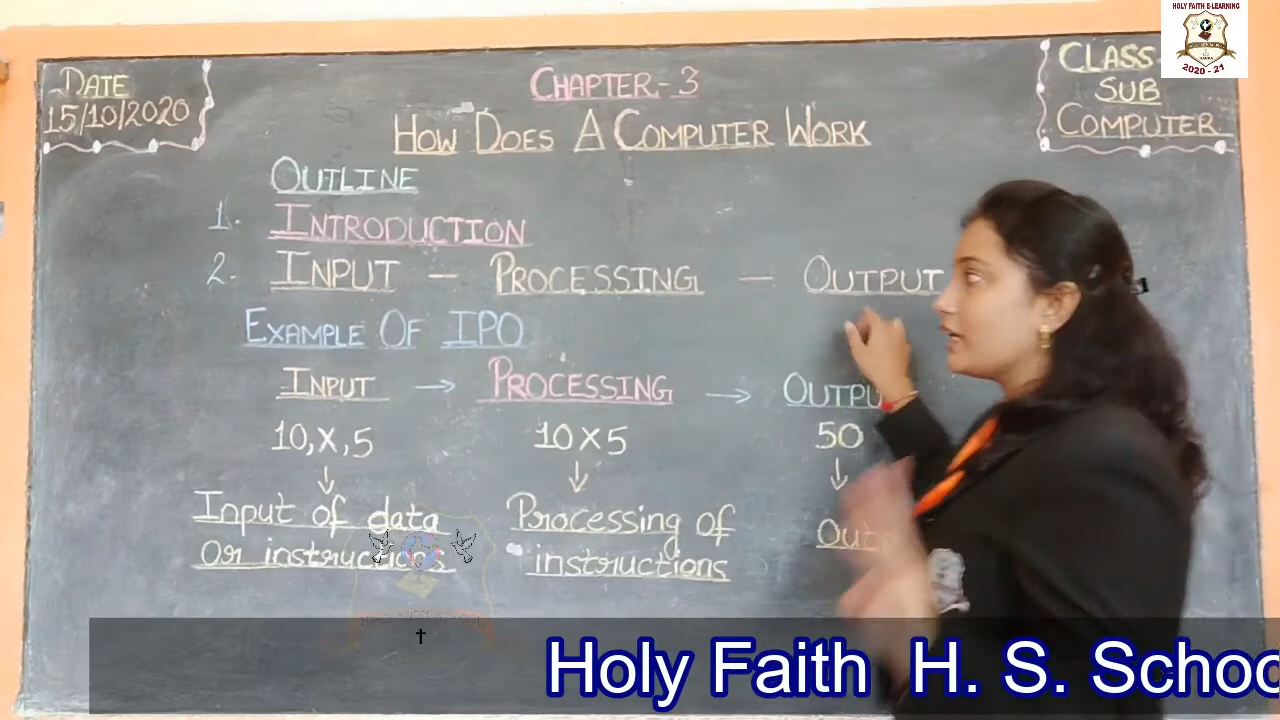 HOLY FAITH E-LEARNING
2020 - 21
DATE
15/10/2020
CHAPTER - 3
CLASS-
SUB
COMPUTER
HOW DOES A COMPUTER WORK
OUTLINE
1. INTRODUCTION
2. INPUT - PROCESSING - OUTPUT
EXAMPLE OF IPO
INPUT → PROCESSING → OUTPU
10, X, 5 10 X 5 50
↓ ↓ ↓
Input of data Processing of Out
Or instructions instructions
Holy Faith H. S. Schoo